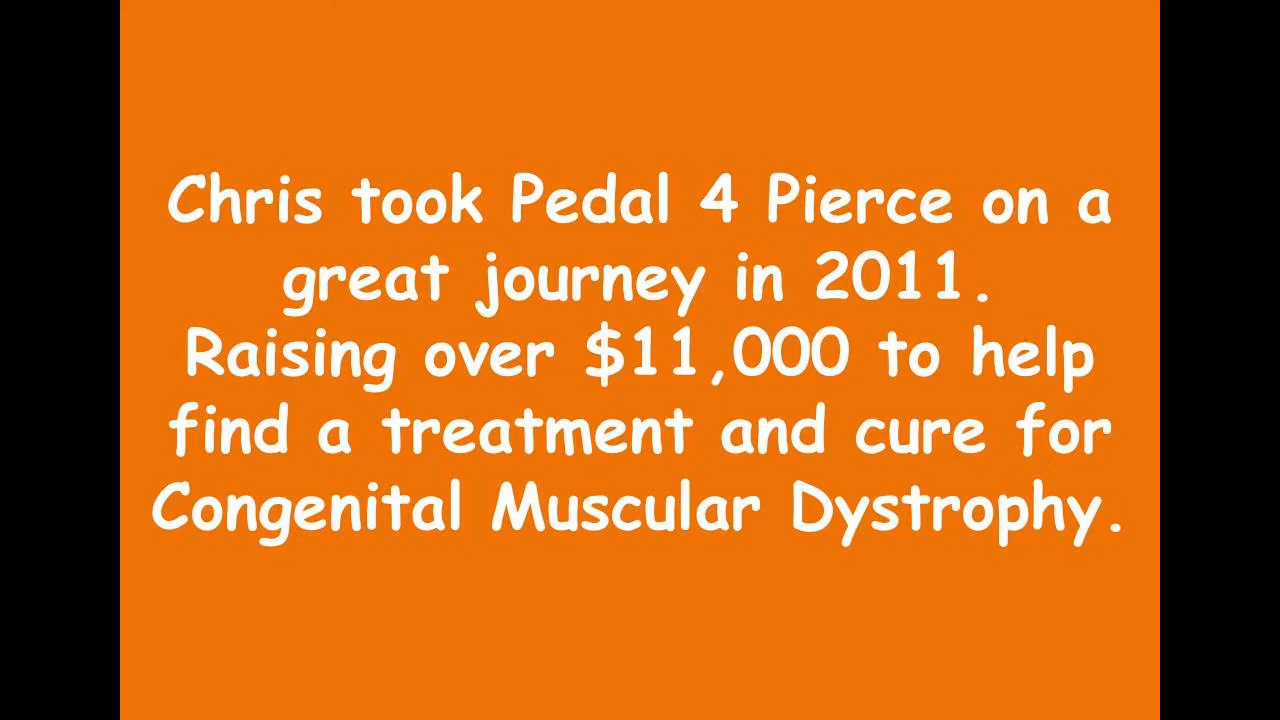 Chris took Pedal 4 Pierce on a
great journey in 2011.
Raising over $11,000 to help
find a treatment and cure for
Congenital Muscular Dystrophy.